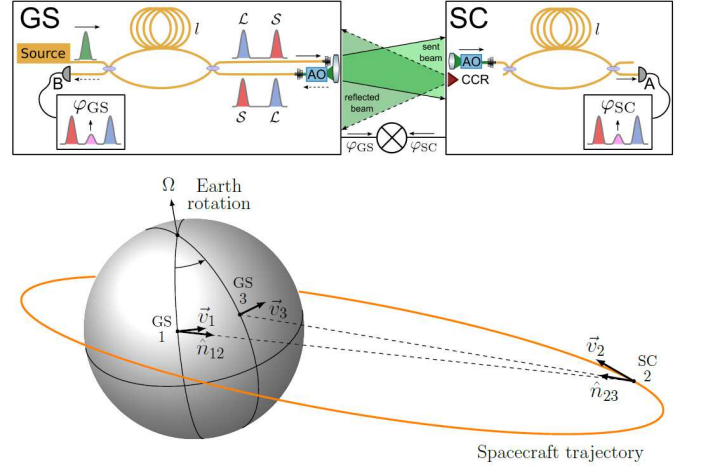 GS
SC
l
l
Source
ℒ
𝒮
AO
AO
CCR
sent
beam
reflected
beam
B
A
φGS
𝒮
ℒ
φGS
φSC
φSC
Ω
Earth
rotation
GS
3
v⃗3
GS
1
v⃗1
n̂12
v⃗2
SC
2
n̂23
Spacecraft trajectory